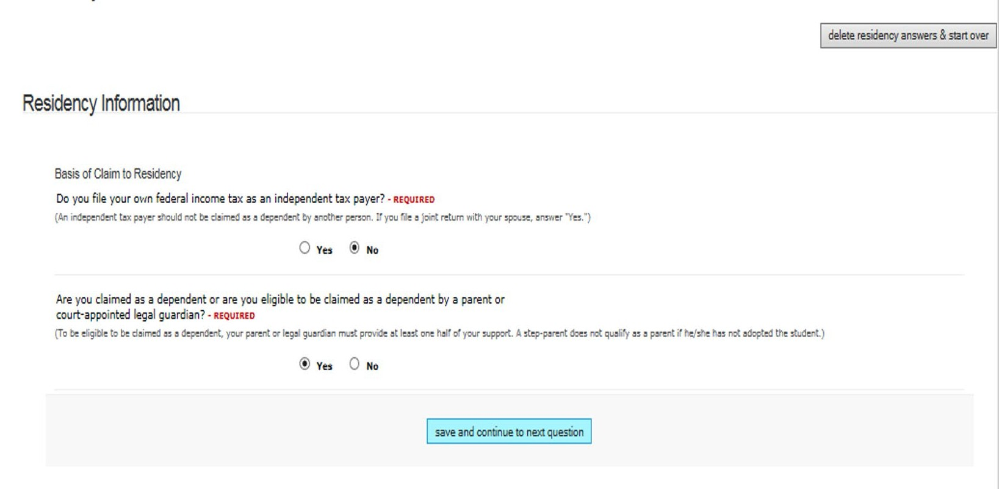 delete residency answers & start over
Residency Information
Basis of Claim to Residency
Do you file your own federal income tax as an independent tax payer? - REQUIRED
(An independent tax payer should not be claimed as a dependent by another person. If you file a joint return with your spouse, answer "Yes.")
Yes No
Are you claimed as a dependent or are you eligible to be claimed as a dependent by a parent or
court-appointed legal guardian? - REQUIRED
(To be eligible to be claimed as a dependent, your parent or legal guardian must provide at least one half of your support. A step-parent does not qualify as a parent if he/she has not adopted the student.)
Yes No
save and continue to next question